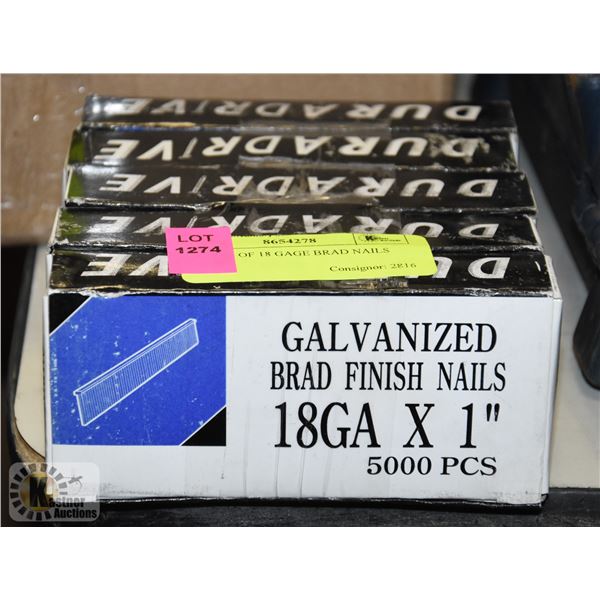 DURADRIVE
DURADRIVE
DURADRIVE
DURADRIVE
DURADRIVE
LOT
1274
8654278
OF 18 GAGE BRAD NAILS
Consignor: 2816
GALVANIZED
BRAD FINISH NAILS
18GA X 1"
5000 PCS
Kastner
Auctions